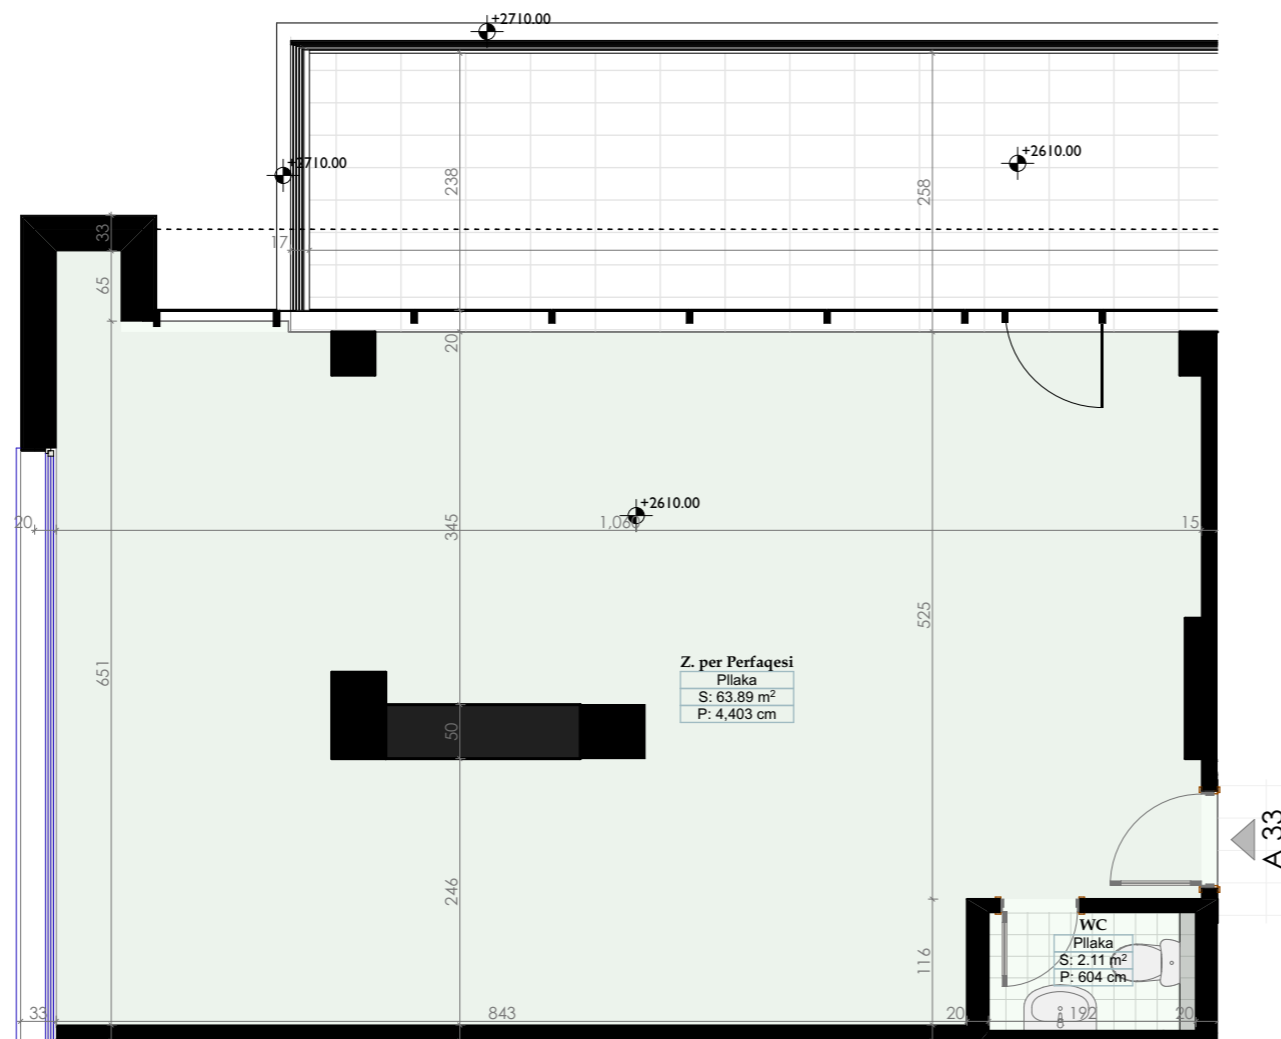 +2710.00
+2710.00
+2610.00
238
258
33
17
65
20
+2610.00
20
345
15
525
651
Z. per Perfaqesi
Pllaka
S: 63.89 m²
P: 4,403 cm
50
A 33
246
116
WC
Pllaka
S: 2.11 m²
P: 604 cm
33
843
20
192
20